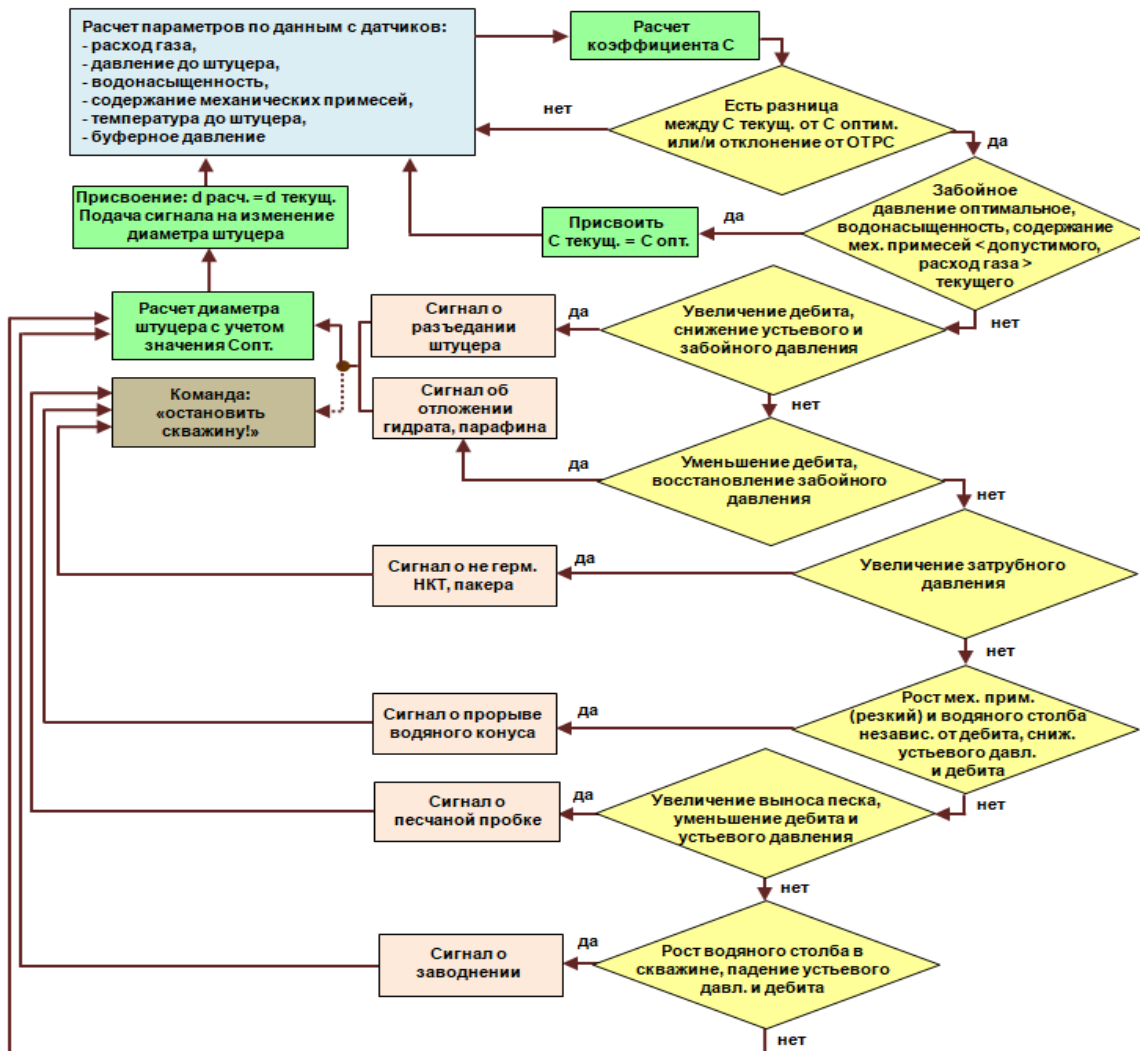 Расчет параметров по данным с датчиков:
- расход газа,
- давление до штуцера,
- водонасыщенность,
- содержание механических примесей,
- температура до штуцера,
- буферное давление
Расчет
коэффициента С
Есть разница
между С текущ. от С оптим.
или/и отклонение от ОТРС
нет
да
Забойное
давление оптимальное,
водонасыщенность, содержание
мех. примесей < допустимого,
расход газа >
текущего
да
нет
Присвоить
С текущ. = С опт.
Присвоение: d расч. = d текущ.
Подача сигнала на изменение
диаметра штуцера
Расчет диаметра
штуцера с учетом
значения Сопт.
Сигнал о
разъедании
штуцера
да
Увеличение дебита,
снижение устьевого и
забойного давления
нет
Команда:
«остановить
скважину!»
Сигнал об
отложении
гидрата, парафина
да
Уменьшение дебита,
восстановление забойного
давления
нет
Сигнал о не герм.
НКТ, пакера
да
Увеличение затрубного
давления
нет
Сигнал о прорыве
водяного конуса
да
Рост мех. прим.
(резкий) и водяного столба
независ. от дебита, сниж.
устьевого давл.
и дебита
нет
Сигнал о
песчаной пробке
да
Увеличение выноса песка,
уменьшение дебита и
устьевого давления
нет
Сигнал о
заводнении
да
Рост водяного столба в
скважине, падение устьевого
давл. и дебита
нет